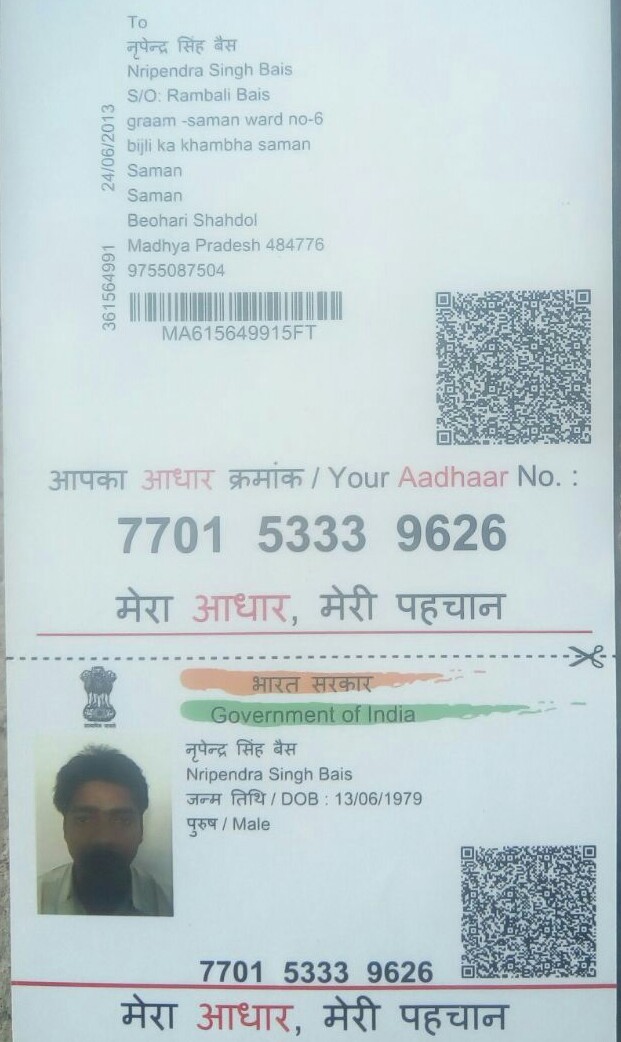 To
नृपेन्द्र सिंह बैस
Nripendra Singh Bais
S/O: Rambali Bais
graam -saman ward no-6
bijli ka khambha saman
Saman
Saman
Beohari Shahdol
Madhya Pradesh 484776
9755087504
361564991 24/06/2013
MA615649915FT
आपका आधार क्रमांक / Your Aadhaar No. :
7701 5333 9626
मेरा आधार, मेरी पहचान
भारत सरकार
Government of India
नृपेन्द्र सिंह बैस
Nripendra Singh Bais
जन्म तिथि / DOB : 13/06/1979
पुरुष / Male
7701 5333 9626
मेरा आधार, मेरी पहचान